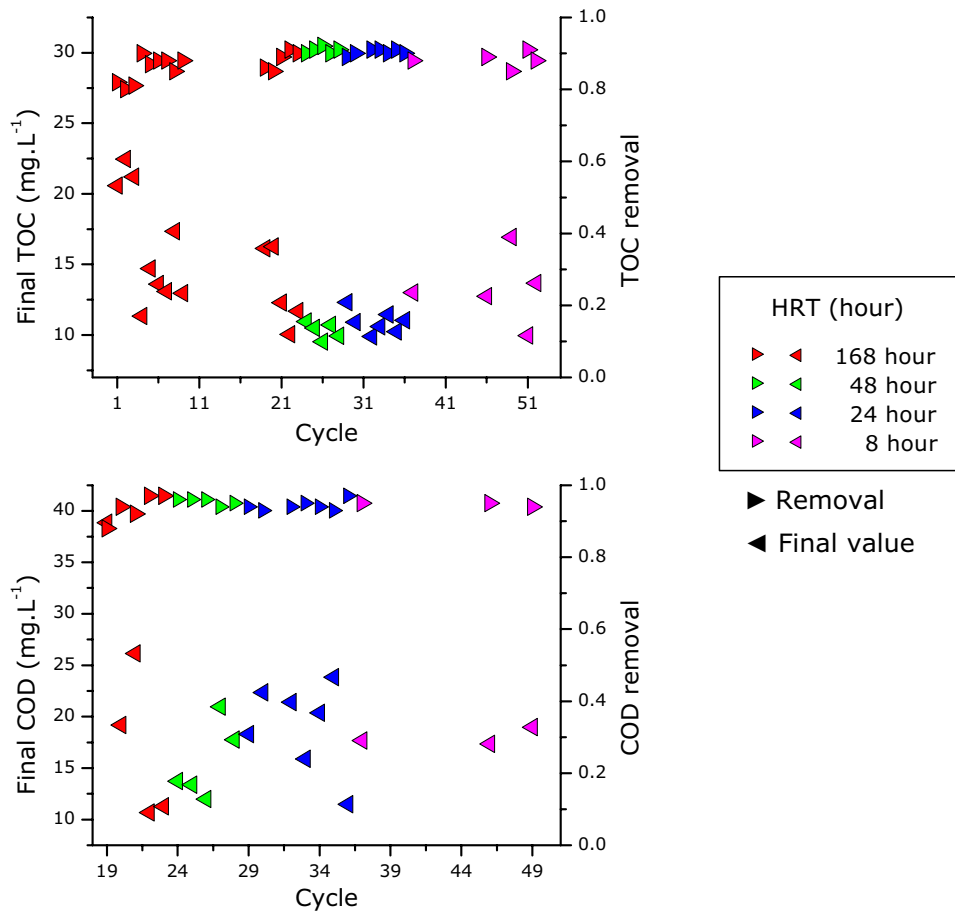 Final TOC (mg.L⁻¹)
30
25
20
15
10
1.0
0.8
0.6
0.4
0.2
0.0
TOC removal
1 11 21 31 41 51
Cycle
HRT (hour)
168 hour
48 hour
24 hour
8 hour
Removal
Final value
Final COD (mg.L⁻¹)
40
35
30
25
20
15
10
1.0
0.8
0.6
0.4
0.2
0.0
COD removal
19 24 29 34 39 44 49
Cycle